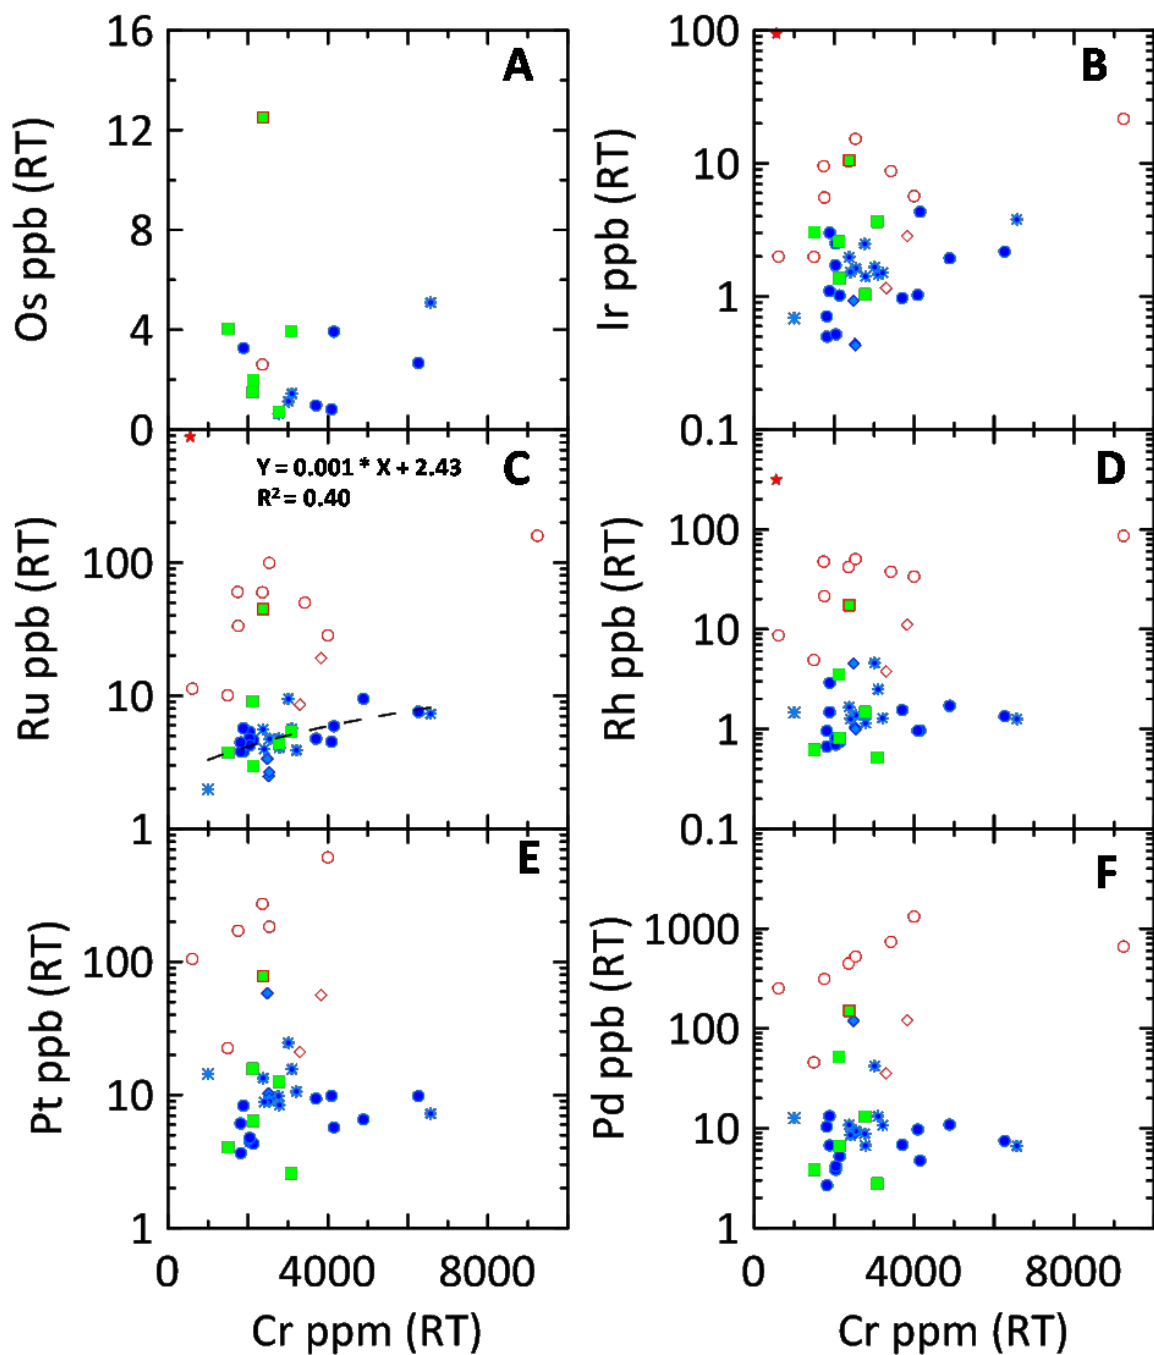 16
12
8
4
0
Os ppb (RT)
A
100
10
1
0.1
Ir ppb (RT)
B
100
10
1
Ru ppb (RT)
Y = 0.001 * X + 2.43
R² = 0.40
C
100
10
1
0.1
Rh ppb (RT)
D
100
10
1
Pt ppb (RT)
E
0 4000 8000
Cr ppm (RT)
1000
100
10
1
Pd ppb (RT)
F
0 4000 8000
Cr ppm (RT)